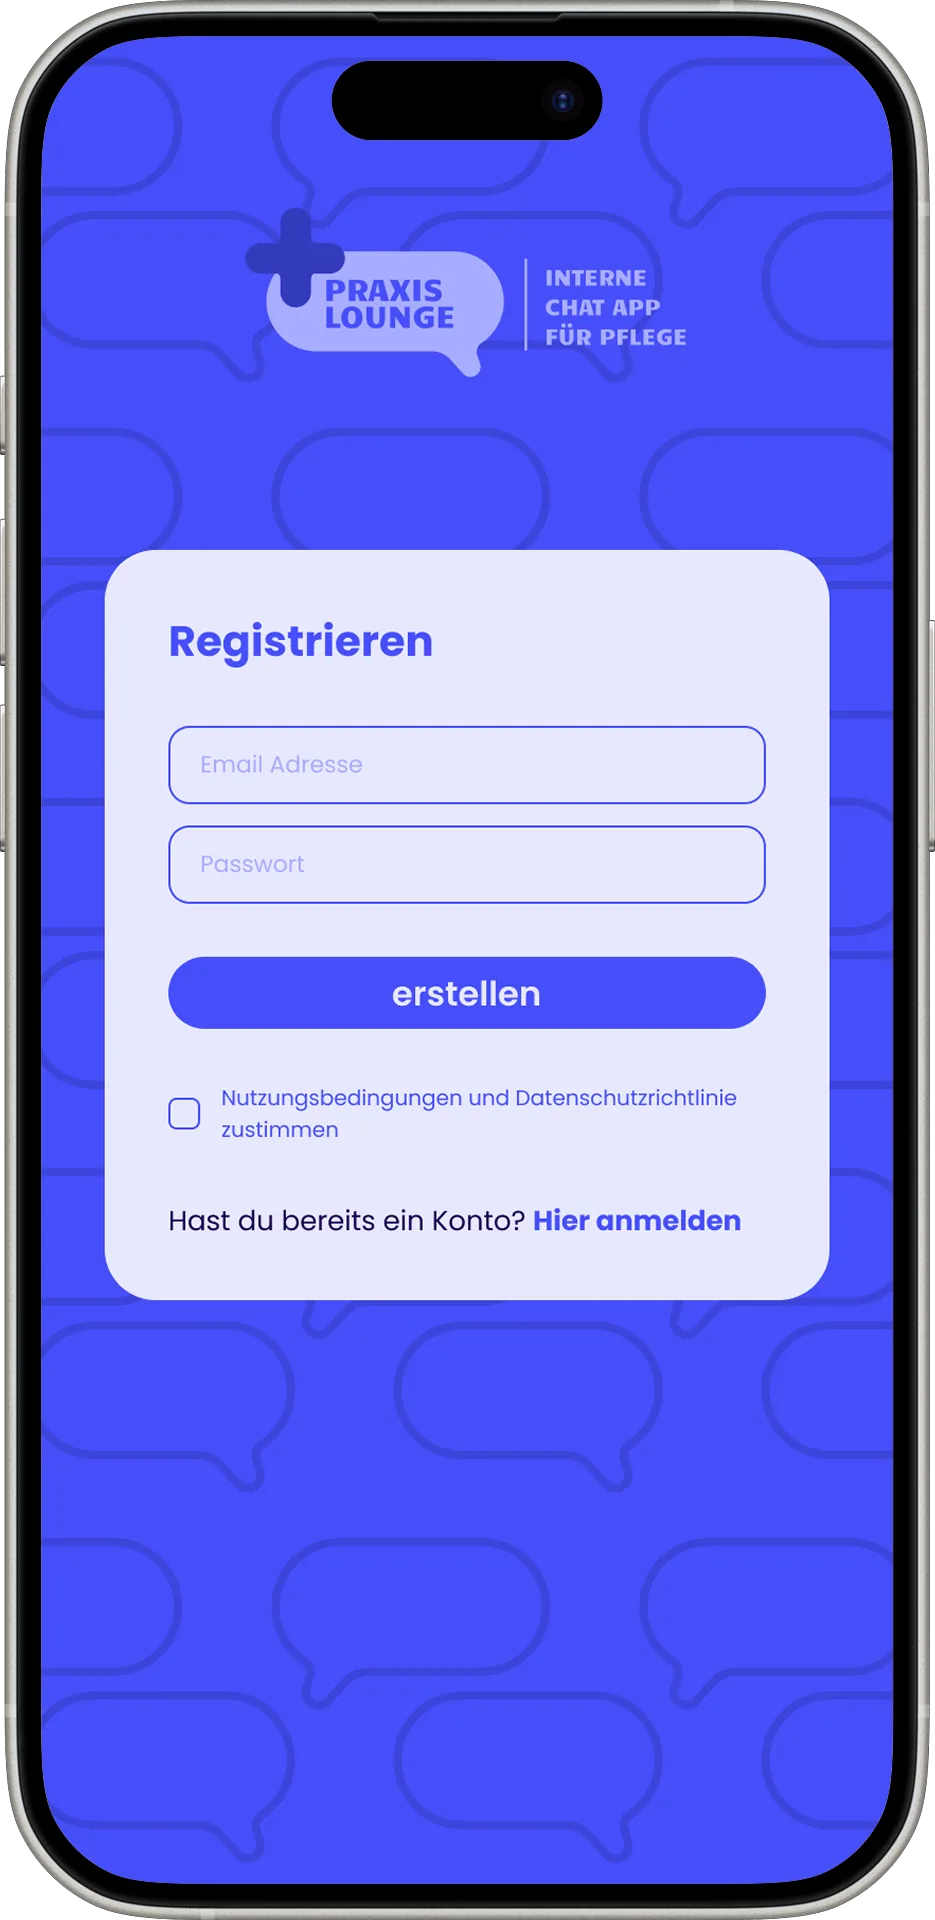 PRAXIS
LOUNGE
INTERNE
CHAT APP
FÜR PFLEGE
Registrieren
Email Adresse
Passwort
erstellen
Nutzungsbedingungen und Datenschutzrichtlinie
zustimmen
Hast du bereits ein Konto? Hier anmelden